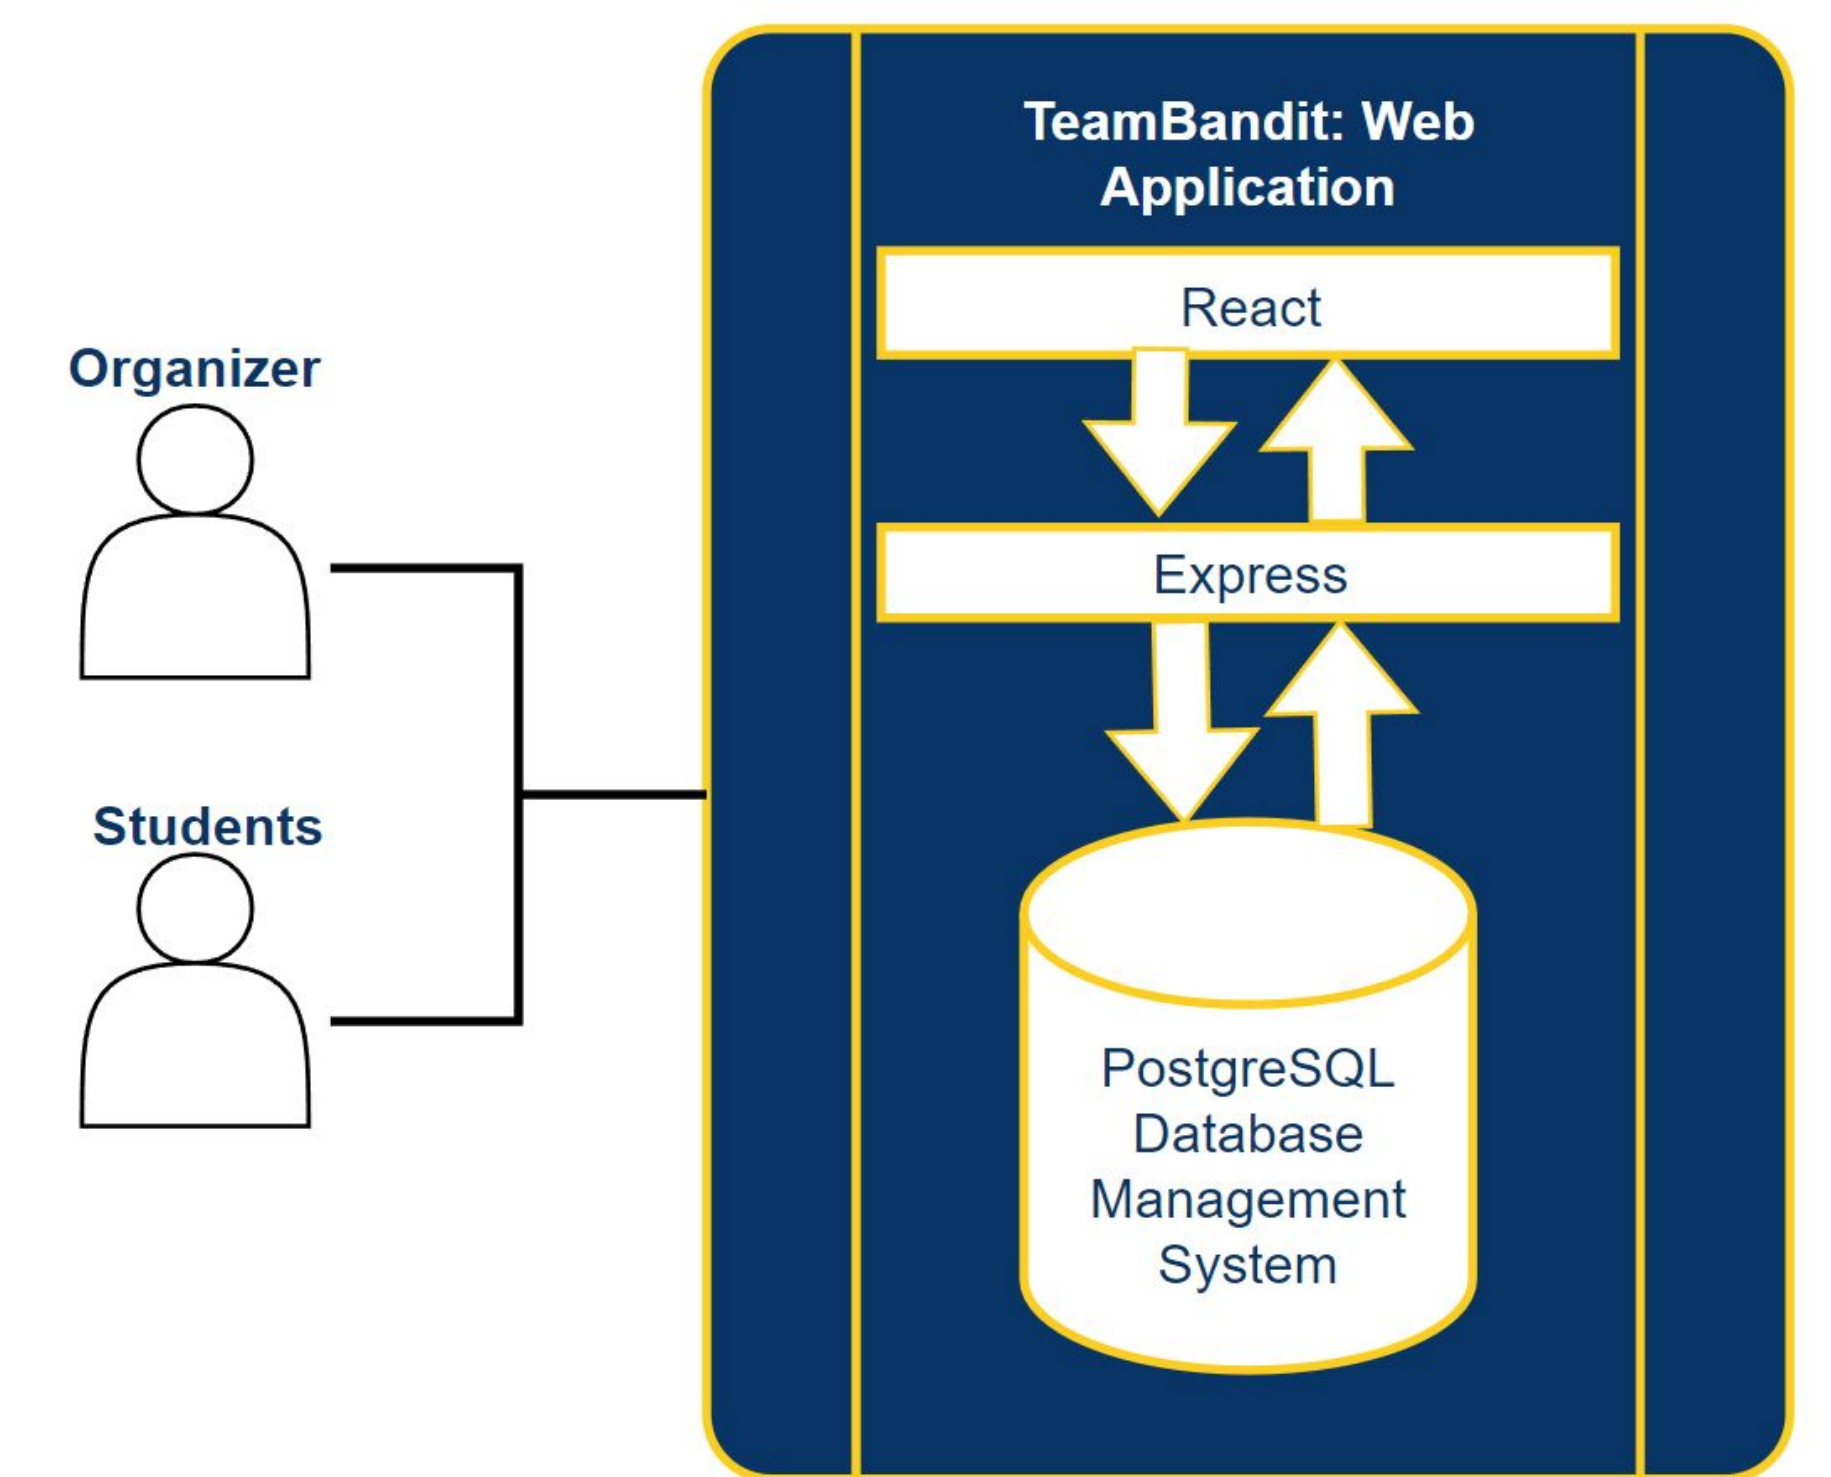 TeamBandit: Web
Application
React
Organizer
Express
Students
PostgreSQL
Database
Management
System